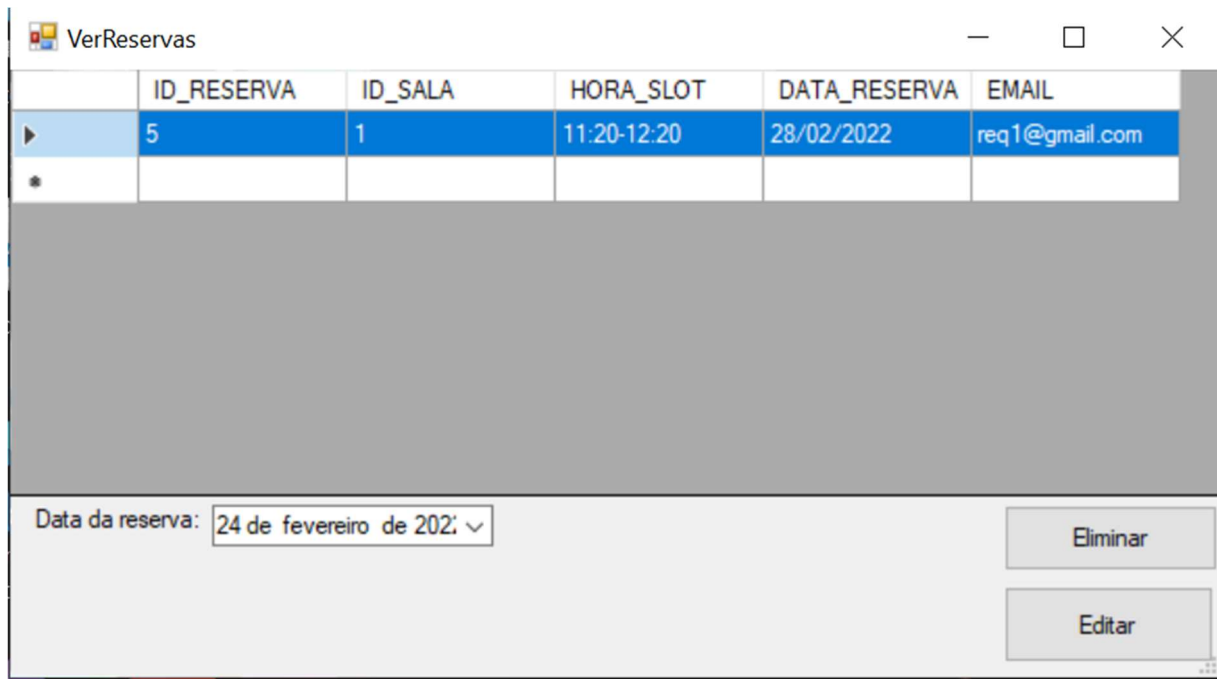 VerReservas
ID_RESERVA ID_SALA HORA_SLOT DATA_RESERVA EMAIL
5 1 11:20-12:20 28/02/2022 req1@gmail.com
Data da reserva: 24 de fevereiro de 202
Eliminar
Editar